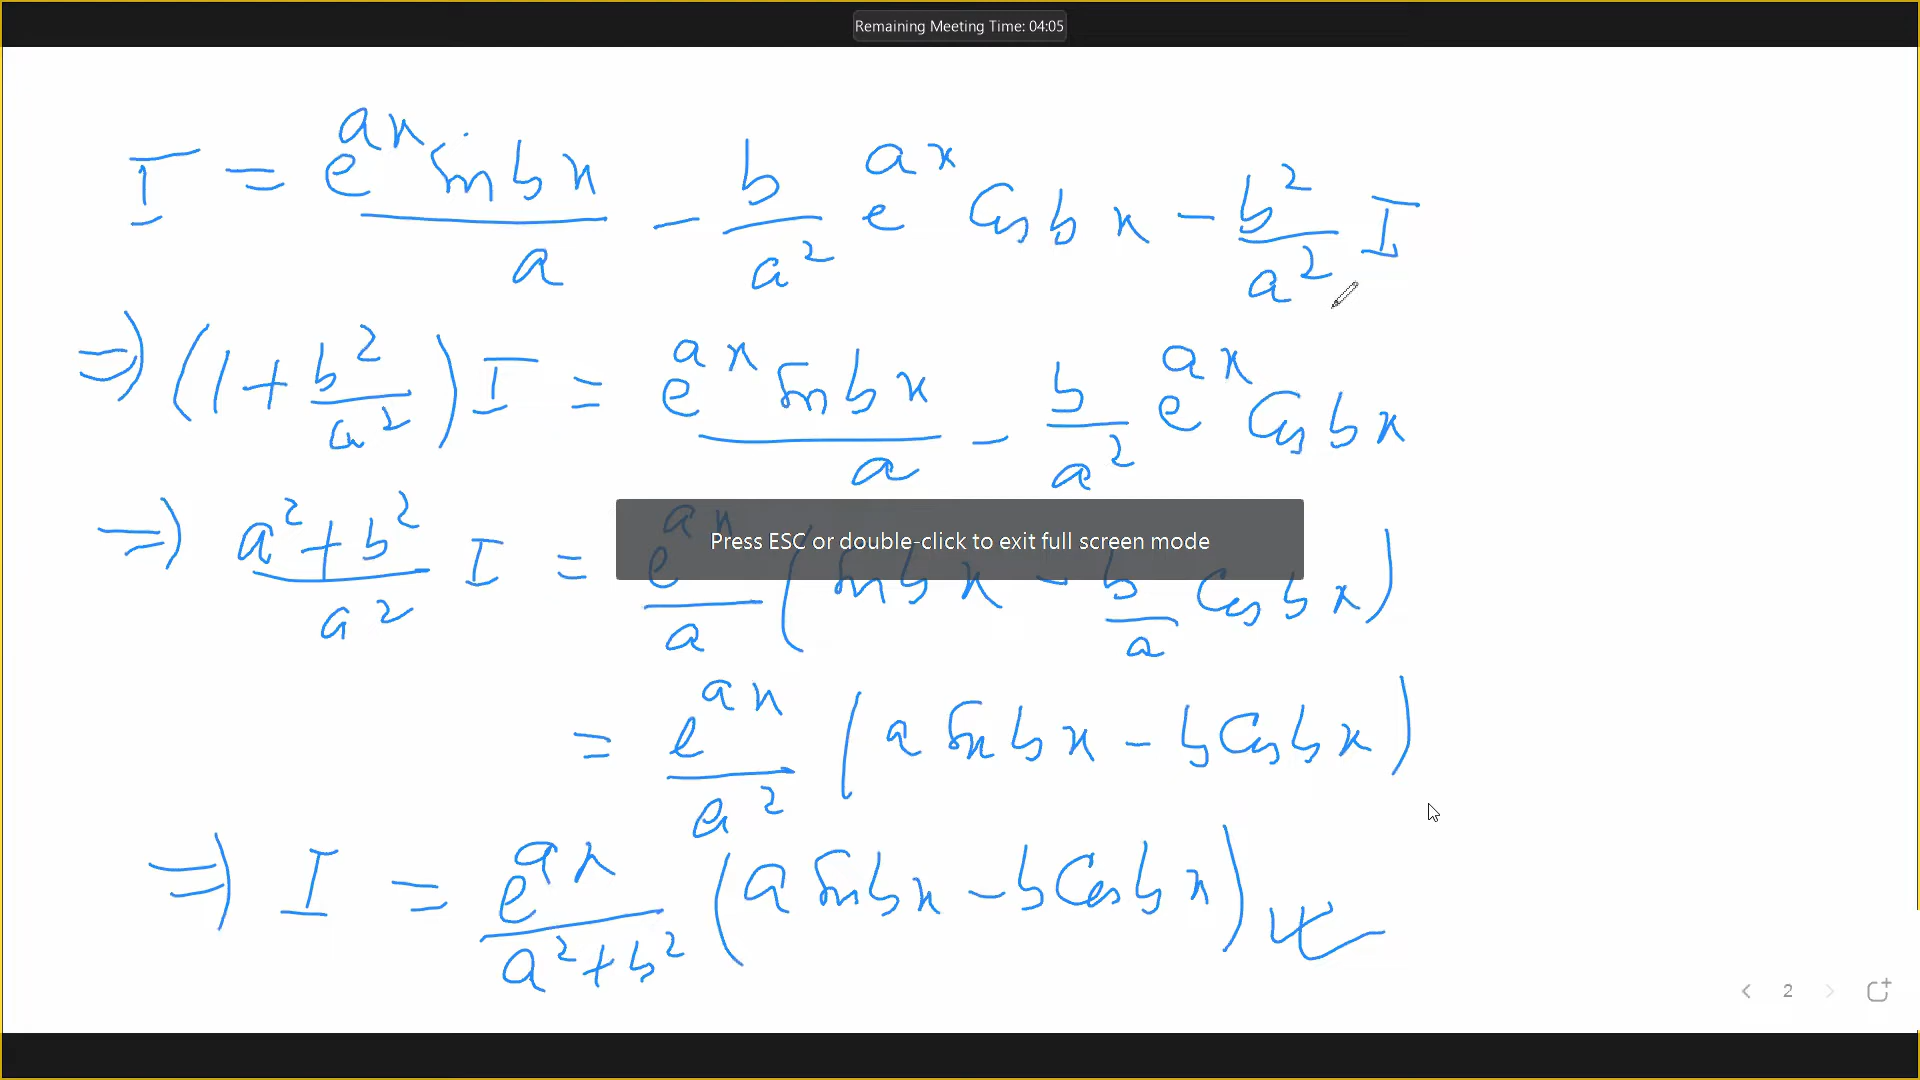 Remaining Meeting Time: 04:05
I = e^{ax} sin bx / a - b/a² e^{ax} Cos bx - b²/a² I
⇒ (1 + b²/a²) I = e^{ax} sin bx / a - b/a² e^{ax} Cos bx
⇒ (a² + b²)/a² I = e^{ax}/a (sin bx - b/a Cos bx)
Press ESC or double-click to exit full screen mode
= e^{ax}/a² (a sin bx - b Cos bx)
⇒ I = e^{ax}/(a² + b²) (a sin bx - b Cos bx)
2